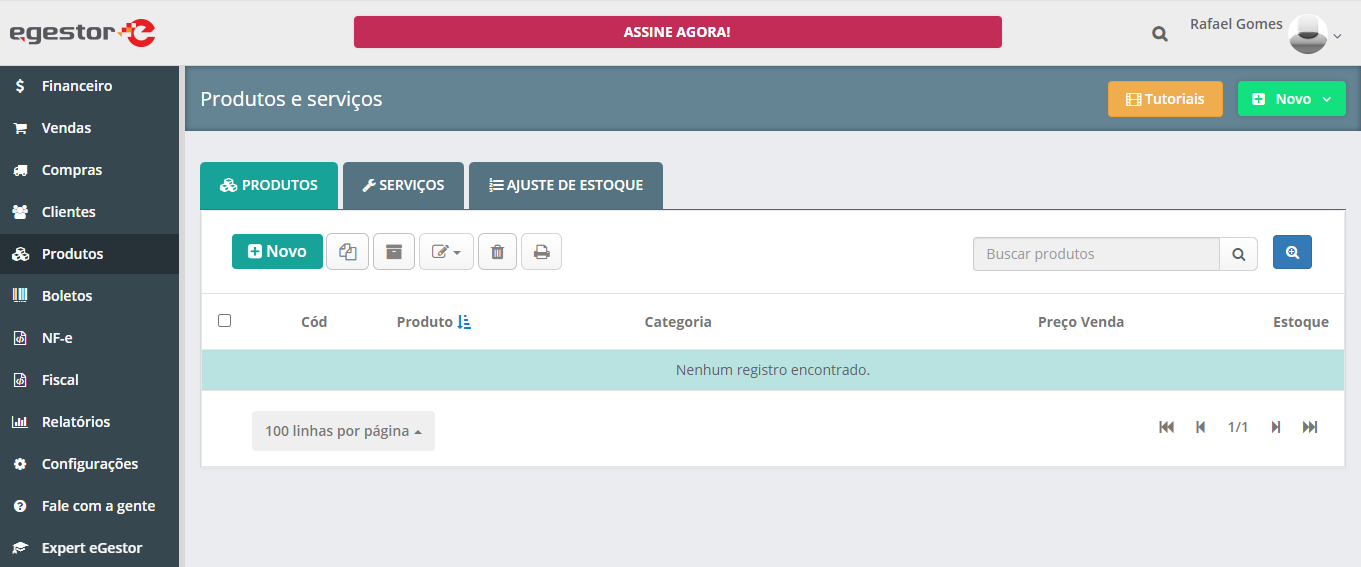 egestor
ASSINE AGORA!
Rafael Gomes
Financeiro
Vendas
Compras
Clientes
Produtos
Boletos
NF-e
Fiscal
Relatórios
Configurações
Fale com a gente
Expert eGestor
Produtos e serviços
Tutoriais
Novo
PRODUTOS
SERVIÇOS
AJUSTE DE ESTOQUE
Novo
Buscar produtos
Cód Produto Categoria Preço Venda Estoque
Nenhum registro encontrado.
100 linhas por página
1/1